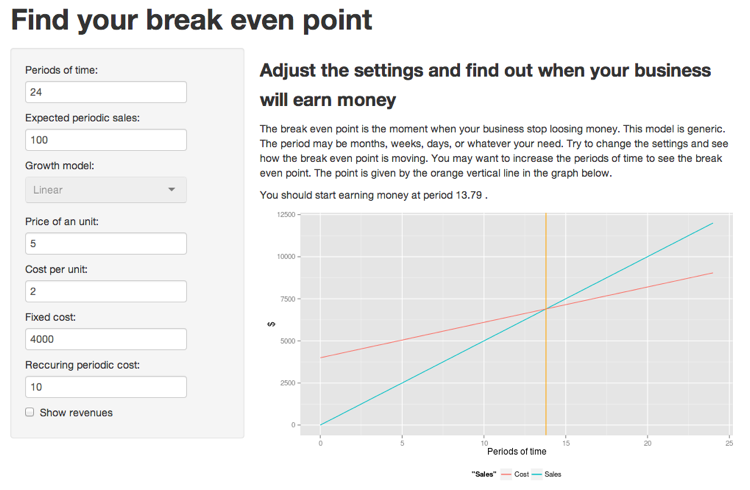 Find your break even point
Periods of time:
24
Expected periodic sales:
100
Growth model:
Linear
Price of an unit:
5
Cost per unit:
2
Fixed cost:
4000
Reccuring periodic cost:
10
Show revenues
Adjust the settings and find out when your business
will earn money
The break even point is the moment when your business stop loosing money. This model is generic.
The period may be months, weeks, days, or whatever your need. Try to change the settings and see
how the break even point is moving. You may want to increase the periods of time to see the break
even point. The point is given by the orange vertical line in the graph below.
You should start earning money at period 13.79 .
12500
10000
7500
5000
2500
0
$
0 5 10 15 20 25
Periods of time
"Sales" Cost Sales